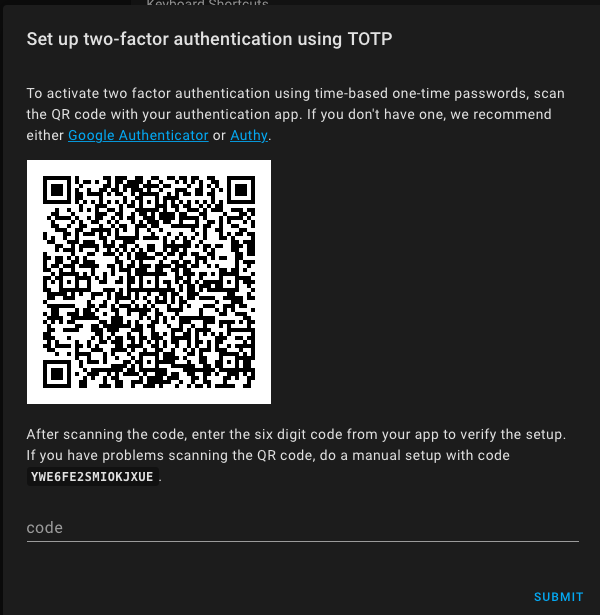 Keyboard Shortcuts
Set up two-factor authentication using TOTP
To activate two factor authentication using time-based one-time passwords, scan
the QR code with your authentication app. If you don't have one, we recommend
either Google Authenticator or Authy.
After scanning the code, enter the six digit code from your app to verify the setup.
If you have problems scanning the QR code, do a manual setup with code
YWE6FE2SMIOKJXUE.
code
SUBMIT